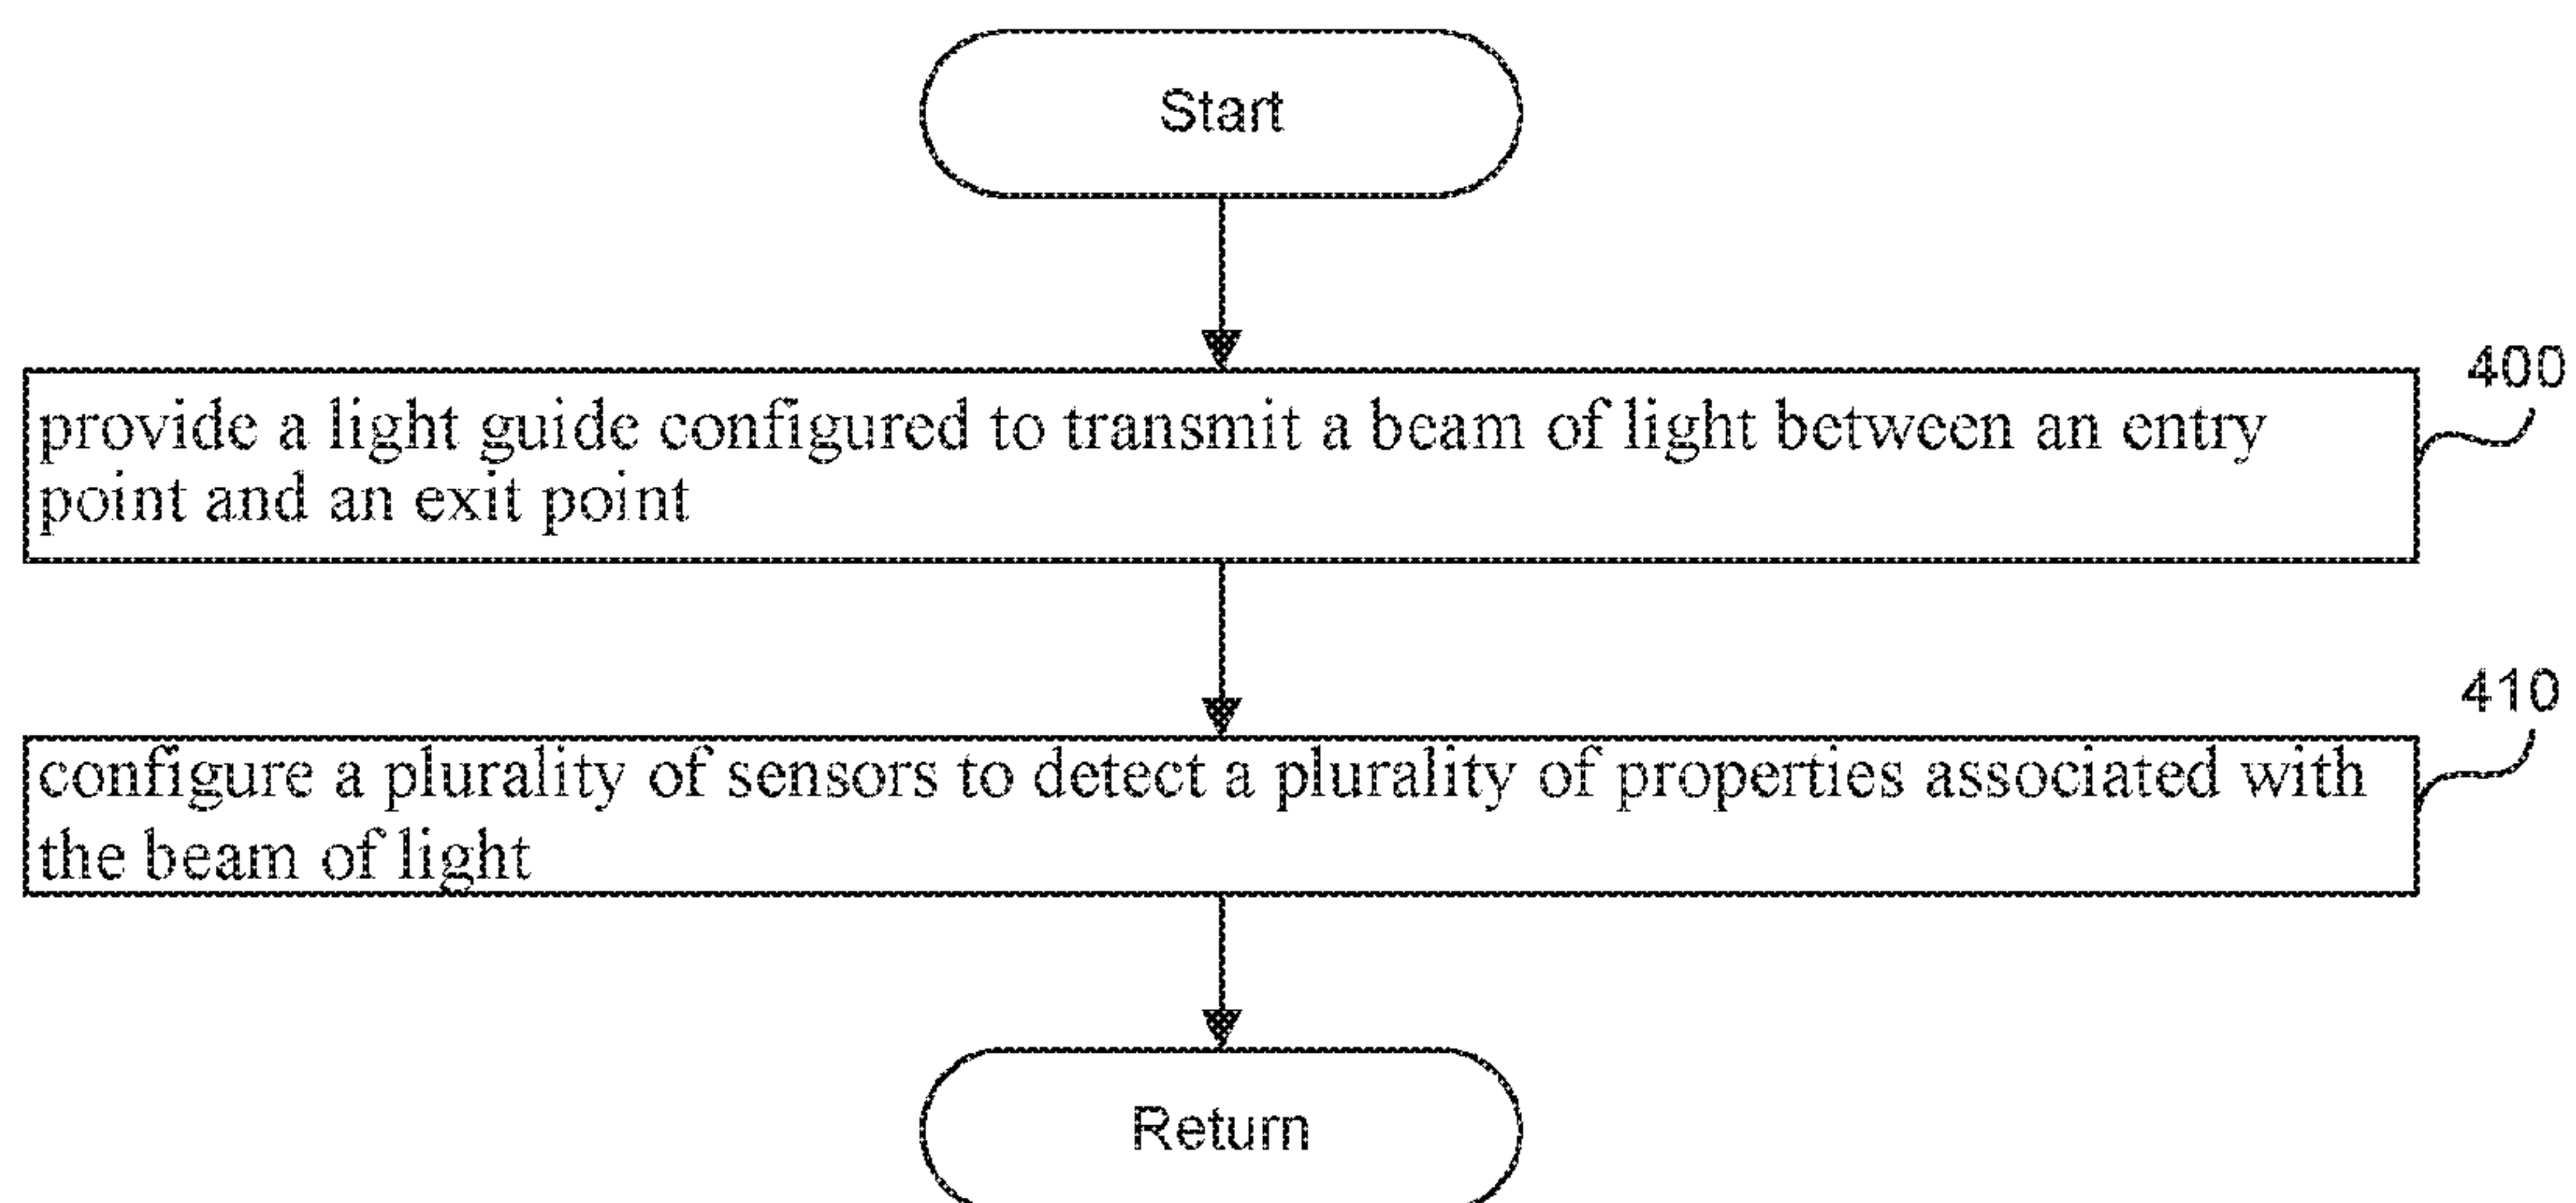 Start
400
provide a light guide configured to transmit a beam of light between an entry
point and an exit point
410
configure a plurality of sensors to detect a plurality of properties associated with
the beam of light
Return